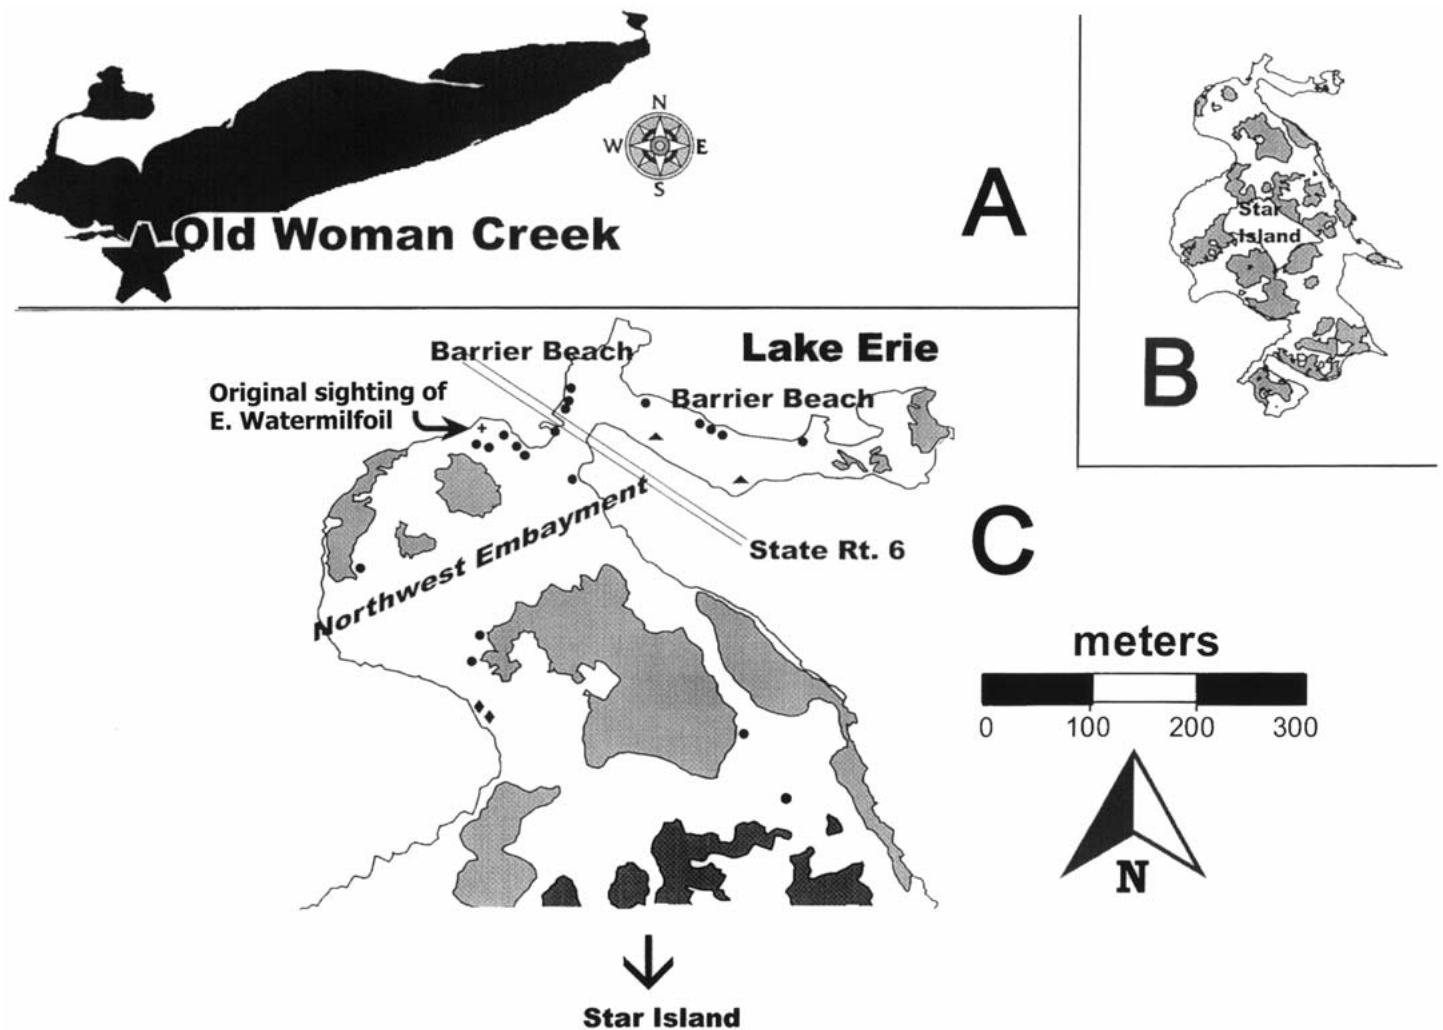 N
W E
S
Old Woman Creek
A
Star
Island
B
Barrier Beach
Lake Erie
Original sighting of
E. Watermilfoil
Barrier Beach
Northwest Embayment
State Rt. 6
C
meters
0 100 200 300
N
Star Island